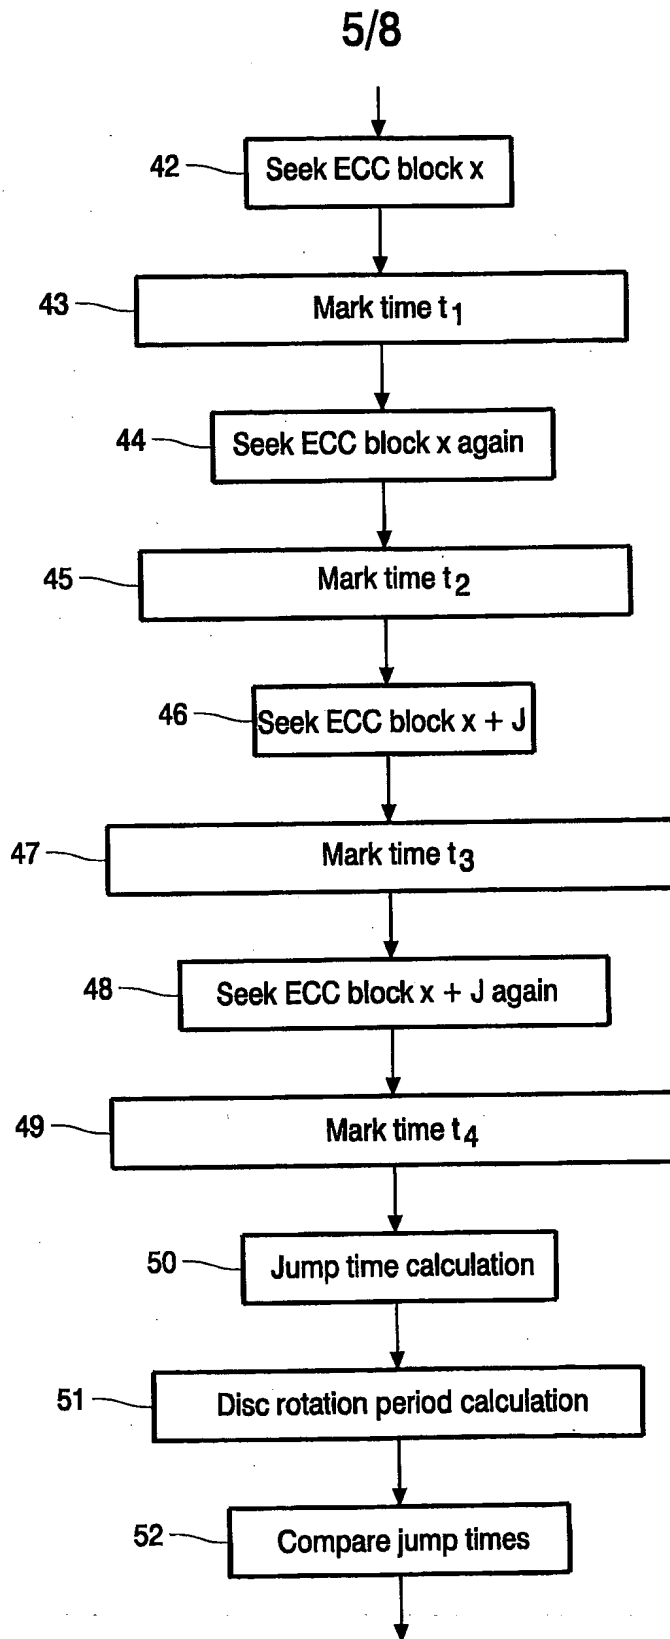 5/8
42 Seek ECC block x
43 Mark time t1
44 Seek ECC block x again
45 Mark time t2
46 Seek ECC block x + J
47 Mark time t3
48 Seek ECC block x + J again
49 Mark time t4
50 Jump time calculation
51 Disc rotation period calculation
52 Compare jump times